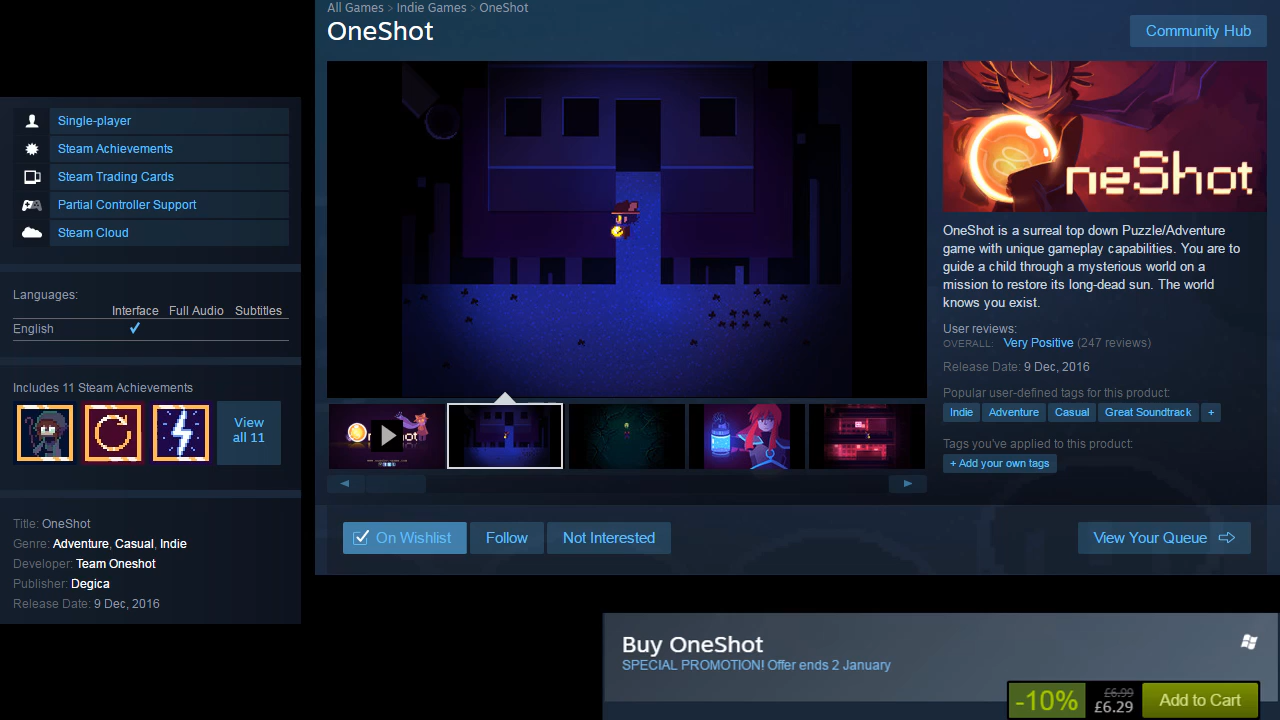 All Games > Indie Games > OneShot
OneShot
Community Hub
Single-player
Steam Achievements
Steam Trading Cards
Partial Controller Support
Steam Cloud
Languages:
Interface Full Audio Subtitles
English
Includes 11 Steam Achievements
View
all 11
Title: OneShot
Genre: Adventure, Casual, Indie
Developer: Team Oneshot
Publisher: Degica
Release Date: 9 Dec, 2016
neShot
OneShot is a surreal top down Puzzle/Adventure
game with unique gameplay capabilities. You are to
guide a child through a mysterious world on a
mission to restore its long-dead sun. The world
knows you exist.
User reviews:
OVERALL: Very Positive (247 reviews)
Release Date: 9 Dec, 2016
Popular user-defined tags for this product:
Indie Adventure Casual Great Soundtrack +
Tags you've applied to this product:
+ Add your own tags
On Wishlist Follow Not Interested View Your Queue
Buy OneShot
SPECIAL PROMOTION! Offer ends 2 January
-10% £6.99 £6.29 Add to Cart